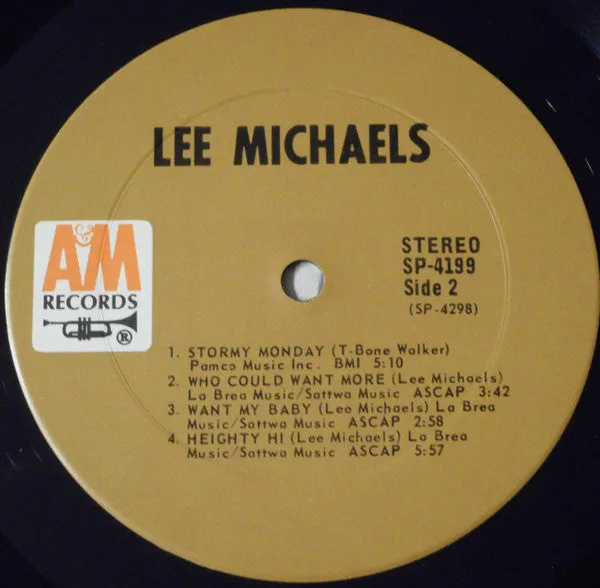 LEE MICHAELS
A&M
RECORDS
®
STEREO
SP-4199
Side 2
(SP-4298)
1. STORMY MONDAY (T-Bone Walker)
Pamco Music Inc. BMI 5:10
2. WHO COULD WANT MORE (Lee Michaels)
La Brea Music/Sattwa Music ASCAP 3:42
3. WANT MY BABY (Lee Michaels) La Brea
Music/Sattwa Music ASCAP 2:58
4. HEIGHTY HI (Lee Michaels) La Brea
Music/Sattwa Music ASCAP 5:57